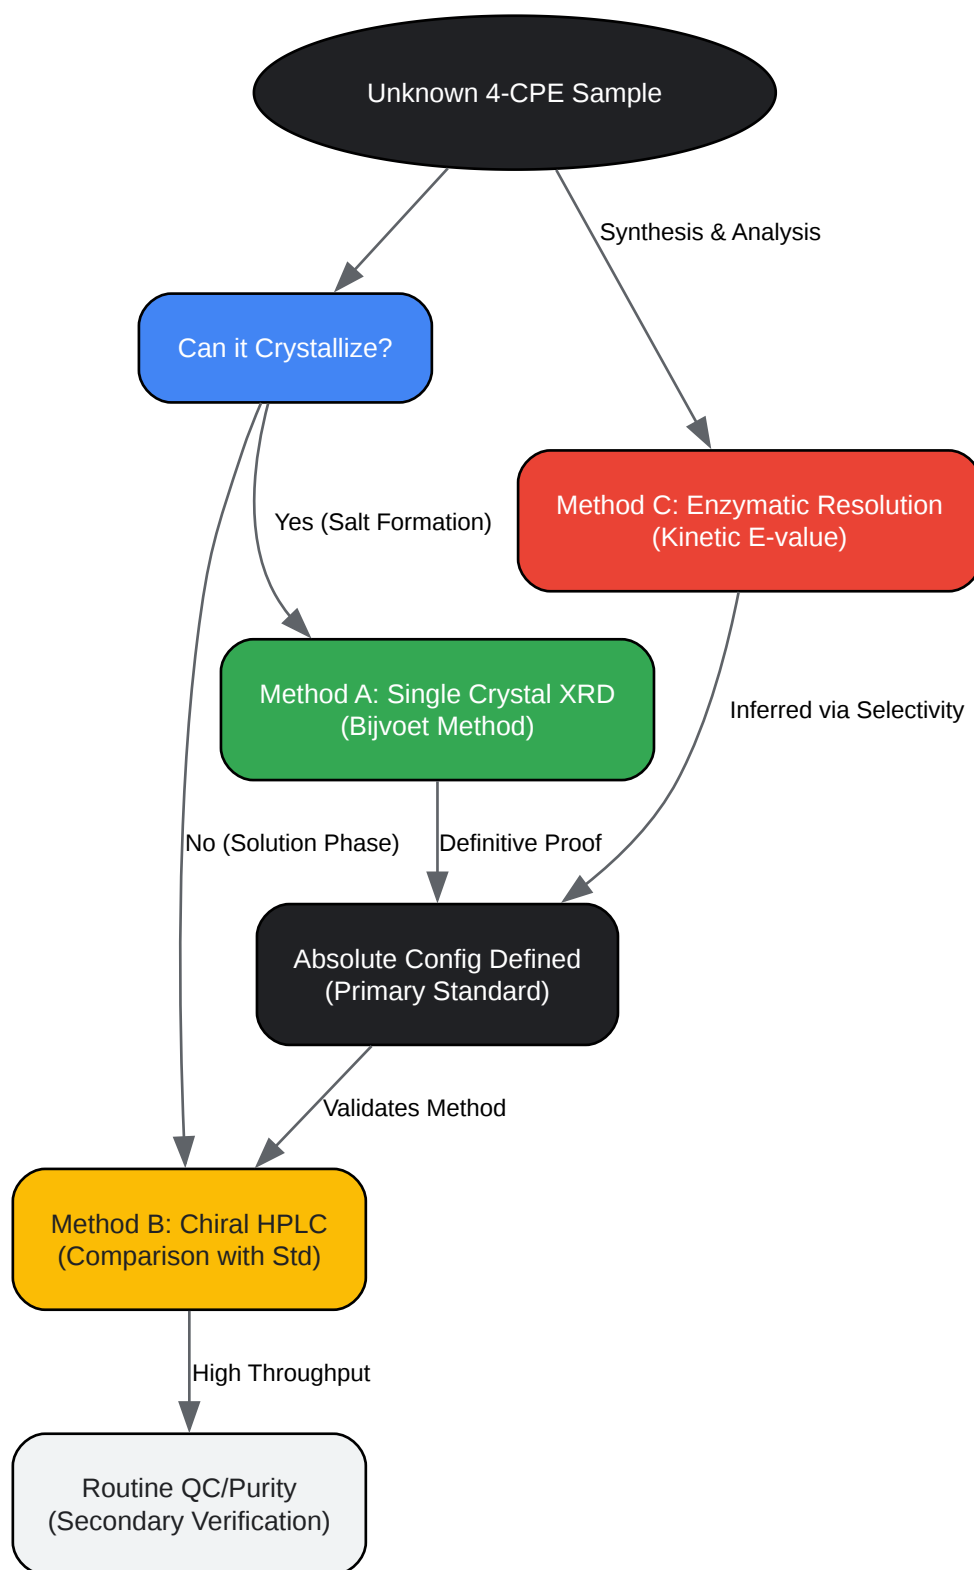 Unknown 4-CPE Sample
Synthesis & Analysis
Can it Crystallize?
Method C: Enzymatic Resolution
(Kinetic E-value)
Yes (Salt Formation)
Method A: Single Crystal XRD
(Bijvoet Method)
Inferred via Selectivity
No (Solution Phase)
Definitive Proof
Absolute Config Defined
(Primary Standard)
Validates Method
Method B: Chiral HPLC
(Comparison with Std)
High Throughput
Routine QC/Purity
(Secondary Verification)